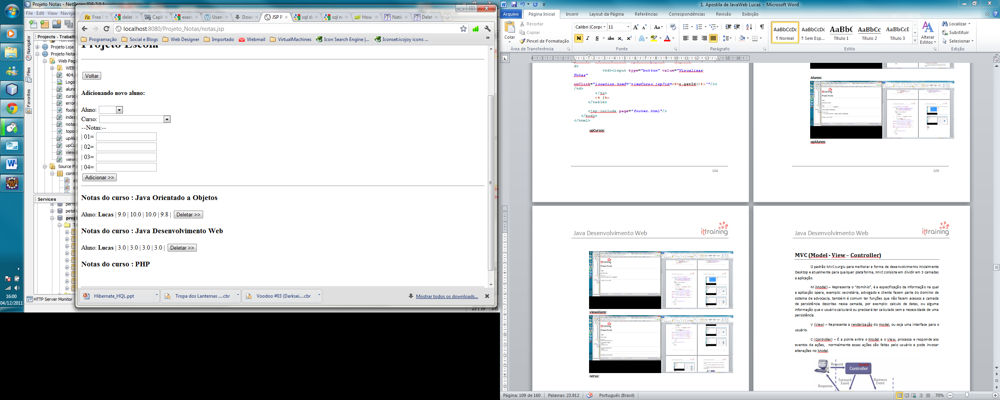 Projeto Notas - NetBeans IDE 7.0.1
File Edit View Naviga
Projects - Trabalh
Projeto Loja
Projeto Nota
Web Pag
WEB-
404.j
Logo
aluno
curso
error
foote
index
notas
topo
upAlu
upCu
view
view
Source P
contr
Services
perfo
petsh
proj
HTTP Server Monitor
23 | 19 INS
Navigator
Files
Favorites
Java EE
IDE
16:00
04/12/2011
Free F
delet
Capít
execu
Usan
Dowr
JSP P
sql de
sql no
How
Nativ
Delet
localhost:8080/Projeto_Notas/notas.jsp
Programação
Social e Blogs
Web Designer
Importado
Webmail
VirtualMachines
Icon Search Engine |...
Iconset:icojoy icons ...
Projeto Escola
Voltar
Adicionando novo aluno:
Aluno:
Curso:
--Notas:--
| 01=
| 02=
| 03=
| 04=
Adicionar >>
Notas do curso : Java Orientado a Objetos
Aluno: Lucas | 9.0 | 10.0 | 10.0 | 9.8 | Deletar >>
Notas do curso : Java Desenvolvimento Web
Aluno: Lucas | 3.0 | 3.0 | 3.0 | 3.0 | Deletar >>
Notas do curso : PHP
Hibernate_HQL.ppt
Tropa dos Lanternas ....cbr
Voodoo #03 (Darksei....cbr
Mostrar todos os downloads...
1. Apostila de JavaWeb Lucas - Microsoft Word
Arquivo Página Inicial Inserir Layout da Página Referências Correspondências Revisão Exibição
Colar
Recortar
Copiar
Pincel de Formatação
Área de Transferência
Calibri (Corpo 11
Fonte
Parágrafo
AaBbCcDc AaBbCcDc AaBbC AaBbCc AaBbCcI
¶ Normal ¶ Sem Esp... Título 1 Título 2 Título 3
Alterar
Estilos
Estilo
Localizar
Substituir
Selecionar
Edição
d>
<td><input type="button" value="Visualisar
Notas"
onClick="location.href='viewCurso.jsp?id=<%=c.getId()%>'"/><
/td>
</tr>
<% }%>
</table>
<jsp:include page="footer.html"/>
</body>
</html>
upCursos:
104
Alunos:
upAlunos:
105
Java Desenvolvimento Web
ittraining
viewAluno:
notas:
Java Desenvolvimento Web
ittraining
MVC (Model - View – Controller)
O padrão MVC surgiu para melhorar a forma de desenvolvimento inicialmente
Desktop e atualmente para qualquer plataforma, MVC consiste em dividir em 3 camadas
a aplicação.
M (Model) – Representa o “domínio”, é a especificação da informação na qual
a aplicação opera, exemplo: secretária, advogado e cliente fazem parte do domínio de
sistema de advocacia, também é comum ter funções que não fazem acessos a camada
de persistência descritas nessa camada, por exemplo: calculo de datas, ou alguma
informação que o usuário calculará ou precisará ter calculado sem a necessidade de uma
persistência.
V (View) – Representa a renderização do model, ou seja uma interface para o
usuário.
C (Controller) – É a ponte entre o Model e o View, processa e responde aos
eventos de ações, normalmente essas ações são feitas pelo usuário e pode invocar
alterações no Model.
Request
Servlet
Controller
Forward
Event
Business
Event
Response
Página: 109 de 160 Palavras: 23.912 Português (Brasil) 70%